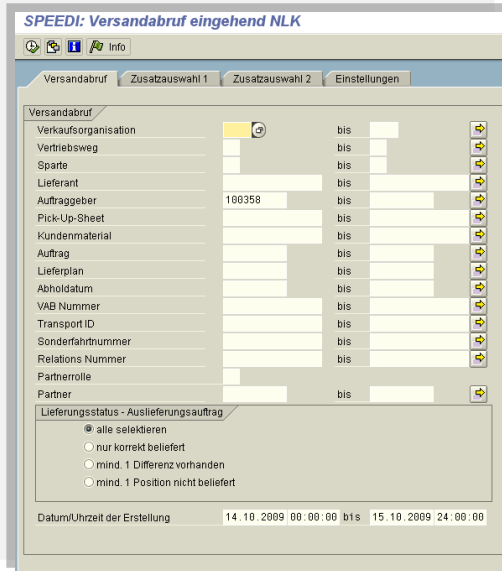 SPEEDI: Versandabruf eingehend NLK
Info
Versandabruf Zusatzauswahl 1 Zusatzauswahl 2 Einstellungen
Versandabruf
Verkaufsorganisation bis
Vertriebsweg bis
Sparte bis
Lieferant bis
Auftraggeber 100358 bis
Pick-Up-Sheet bis
Kundenmaterial bis
Auftrag bis
Lieferplan bis
Abholdatum bis
VAB Nummer bis
Transport ID bis
Sonderfahrtnummer bis
Relations Nummer bis
Partnerrolle
Partner bis
Lieferungsstatus - Auslieferungsauftrag
alle selektieren
nur korrekt beliefert
mind. 1 Differenz vorhanden
mind. 1 Position nicht beliefert
Datum/Uhrzeit der Erstellung 14.10.2009 00:00:00 bis 15.10.2009 24:00:00